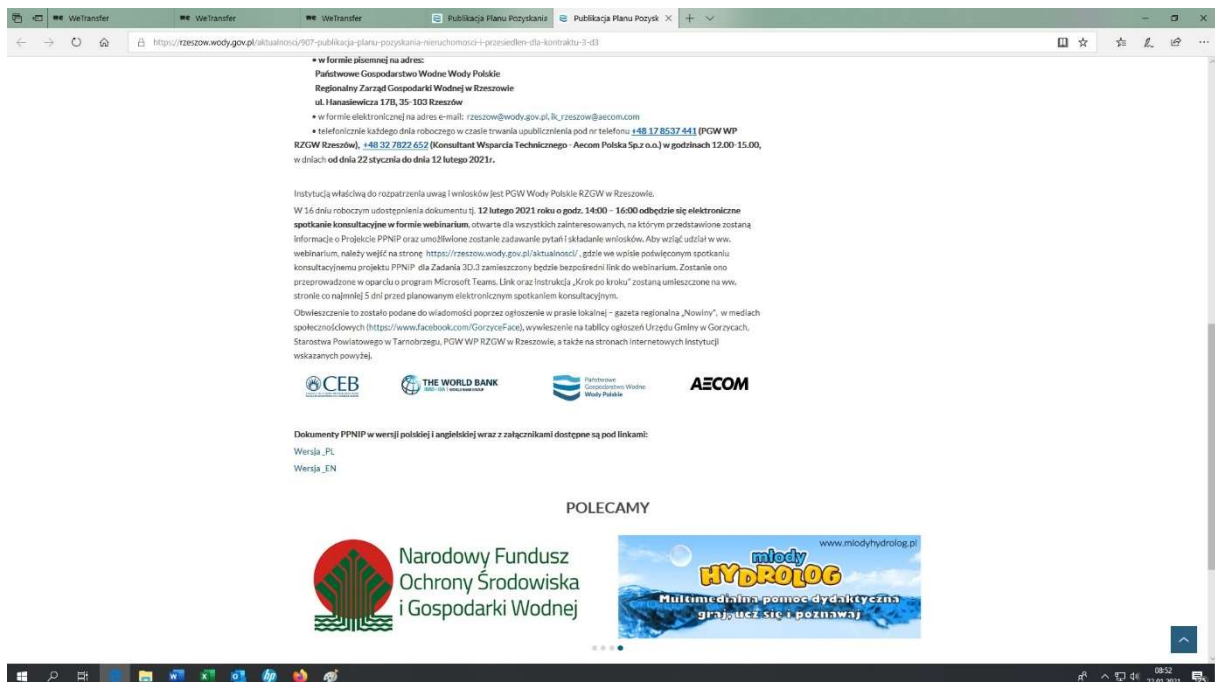 WeTransfer
WeTransfer
WeTransfer
Publikacja Planu Pozyskania
Publikacja Planu Pozysk
https://rzeszow.wody.gov.pl/aktualnosci/907-publikacja-planu-pozyskania-nieruchomosci-i-przesiedlen-dla-kontraktu-3-d3
• w formie pisemnej na adres:
Państwowe Gospodarstwo Wodne Wody Polskie
Regionalny Zarząd Gospodarki Wodnej w Rzeszowie
ul. Hanasiewicza 17B, 35-103 Rzeszów
• w formie elektronicznej na adres e-mail: rzeszow@wody.gov.pl, ik_rzeszow@aecom.com
• telefonicznie każdego dnia roboczego w czasie trwania upublicznienia pod nr telefonu +48 17 8537 441 (PGW WP
RZGW Rzeszów), +48 32 7822 652 (Konsultant Wsparcia Technicznego - Aecom Polska Sp.z o.o.) w godzinach 12.00-15.00,
w dniach od dnia 22 stycznia do dnia 12 lutego 2021r.
Instytucją właściwą do rozpatrzenia uwag i wniosków jest PGW Wody Polskie RZGW w Rzeszowie.
W 16 dniu roboczym udostępnienia dokumentu tj. 12 lutego 2021 roku o godz. 14:00 – 16:00 odbędzie się elektroniczne
spotkanie konsultacyjne w formie webinarium, otwarte dla wszystkich zainteresowanych, na którym przedstawione zostaną
informacje o Projekcie PPNiP oraz umożliwione zostanie zadawanie pytań i składanie wniosków. Aby wziąć udział w ww.
webinarium, należy wejść na stronę https://rzeszow.wody.gov.pl/aktualnosci/ , gdzie we wpisie poświęconym spotkaniu
konsultacyjnemu projektu PPNiP dla Zadania 3D.3 zamieszczony będzie bezpośredni link do webinarium. Zostanie ono
przeprowadzone w oparciu o program Microsoft Teams. Link oraz instrukcja „Krok po kroku" zostaną umieszczone na ww.
stronie co najmniej 5 dni przed planowanym elektronicznym spotkaniem konsultacyjnym.
Obwieszczenie to zostało podane do wiadomości poprzez ogłoszenie w prasie lokalnej – gazeta regionalna „Nowiny", w mediach
społecznościowych (https://www.facebook.com/GorzyceFace), wywieszenie na tablicy ogłoszeń Urzędu Gminy w Gorzycach,
Starostwa Powiatowego w Tarnobrzegu, PGW WP RZGW w Rzeszowie, a także na stronach internetowych instytucji
wskazanych powyżej.
CEB
THE WORLD BANK
IBRD • IDA | WORLD BANK GROUP
Państwowe
Gospodarstwo Wodne
Wody Polskie
AECOM
Dokumenty PPNIP w wersji polskiej i angielskiej wraz z załącznikami dostępne są pod linkami:
Wersja _PL
Wersja _EN
POLECAMY
Narodowy Fundusz
Ochrony Środowiska
i Gospodarki Wodnej
www.mlodyhydrolog.pl
młody
HYDROLOG
Multimedialna pomoc dydaktyczna
graj, ucz się i poznawaj
08:52
22.01.2021